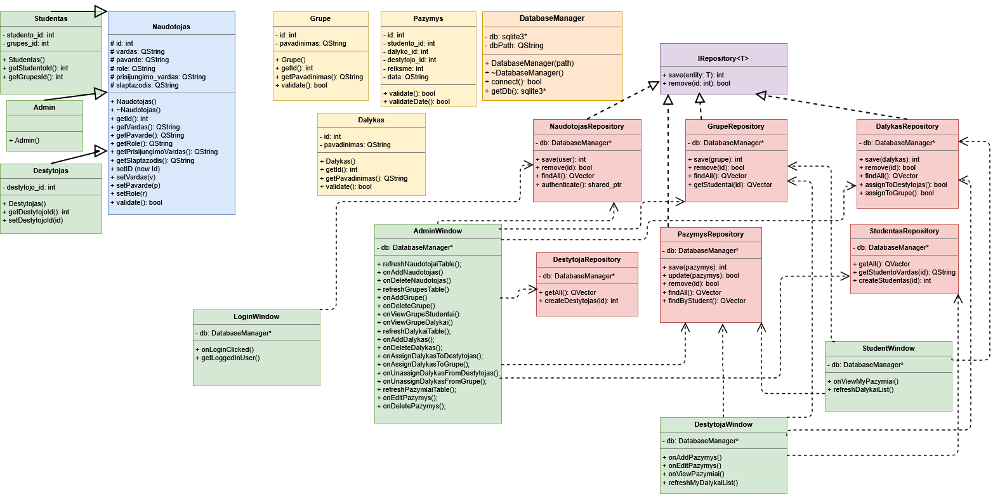 Studentas
- studento_id: int
- grupes_id: int
+ Studentas()
+ getStudentoId(): int
+ getGrupesId(): int
Admin
+ Admin()
Destytojas
- destytojo_id: int
+ Destytojas()
+ getDestytojoId(): int
+ setDestytojoId(id)
Naudotojas
# id: int
# vardas: QString
# pavarde: QString
# role: QString
# prisijungimo_vardas: QString
# slaptazodis: QString
+ Naudotojas()
+ ~Naudotojas()
+ getId(): int
+ getVardas(): QString
+ getPavarde(): QString
+ getRole(): QString
+ getPrisijungimoVardas(): QString
+ getSlaptazodis(): QString
+ setID (new Id)
+ setVardas(v)
+ setPavarde(p)
+ setRole(r)
+ validate(): bool
Grupe
- id: int
- pavadinimas: QString
+ Grupe()
+ getId(): int
+ getPavadinimas(): QString
+ validate(): bool
Pazymys
- id: int
- studento_id: int
- dalyko_id: int
- destytojo_id: int
- reiksme: int
- data: QString
+ validate(): bool
+ validateDate(): bool
DatabaseManager
- db: sqlite3*
- dbPath: QString
+ DatabaseManager(path)
+ ~DatabaseManager()
+ connect(): bool
+ getDb(): sqlite3*
Dalykas
- id: int
- pavadinimas: QString
+ Dalykas()
+ getId(): int
+ getPavadinimas(): QString
+ validate(): bool
IRepository<T>
+ save(entity: T): int
+ remove(id: int): bool
NaudotojasRepository
- db: DatabaseManager*
+ save(user): int
+ remove(id): bool
+ findAll(): QVector
+ authenticate(): shared_ptr
GrupeRepository
- db: DatabaseManager*
+ save(grupe): int
+ remove(id): bool
+ findAll(): QVector
+ getStudentai(id): QVector
DalykasRepository
- db: DatabaseManager*
+ save(dalykas): int
+ remove(id): bool
+ findAll(): QVector
+ assignToDestytojas(): bool
+ assignToGrupe(): bool
AdminWindow
- db: DatabaseManager*
+ refreshNaudotojaiTable();
+ onAddNaudotojas()
+ onDeleteNaudotojas()
+ refreshGrupesTable()
+ onAddGrupe()
+ onDeleteGrupe()
+ onViewGrupeStudentai()
+ onViewGrupeDalykai()
+ refreshDalykaiTable();
+ onAddDalykas();
+ onDeleteDalykas();
+ onAssignDalykasToDestytojas();
+ onAssignDalykasToGrupe();
+ onUnassignDalykasFromDestytojas();
+ onUnassignDalykasFromGrupe();
+ refreshPazymiaiTable();
+ onEditPazymys();
+ onDeletePazymys();
DestytojaRepository
- db: DatabaseManager*
+ getAll(): QVector
+ createDestytojas(id): int
PazymysRepository
- db: DatabaseManager*
+ save(pazymys): int
+ update(pazymys): bool
+ remove(id): bool
+ findAll(): QVector
+ findByStudent(): QVector
StudentasRepository
- db: DatabaseManager*
+ getAll(): QVector
+ getStudentoVardas(id): QString
+ createStudentas(id): int
LoginWindow
- db: DatabaseManager*
+ onLoginClicked()
+ getLoggedInUser()
StudentWindow
- db: DatabaseManager*
+ onViewMyPazymiai()
+ refreshDalykaiList()
DestytojaWindow
- db: DatabaseManager*
+ onAddPazymys()
+ onEditPazymys()
+ onViewPazymiai()
+ refreshMyDalykaiList()